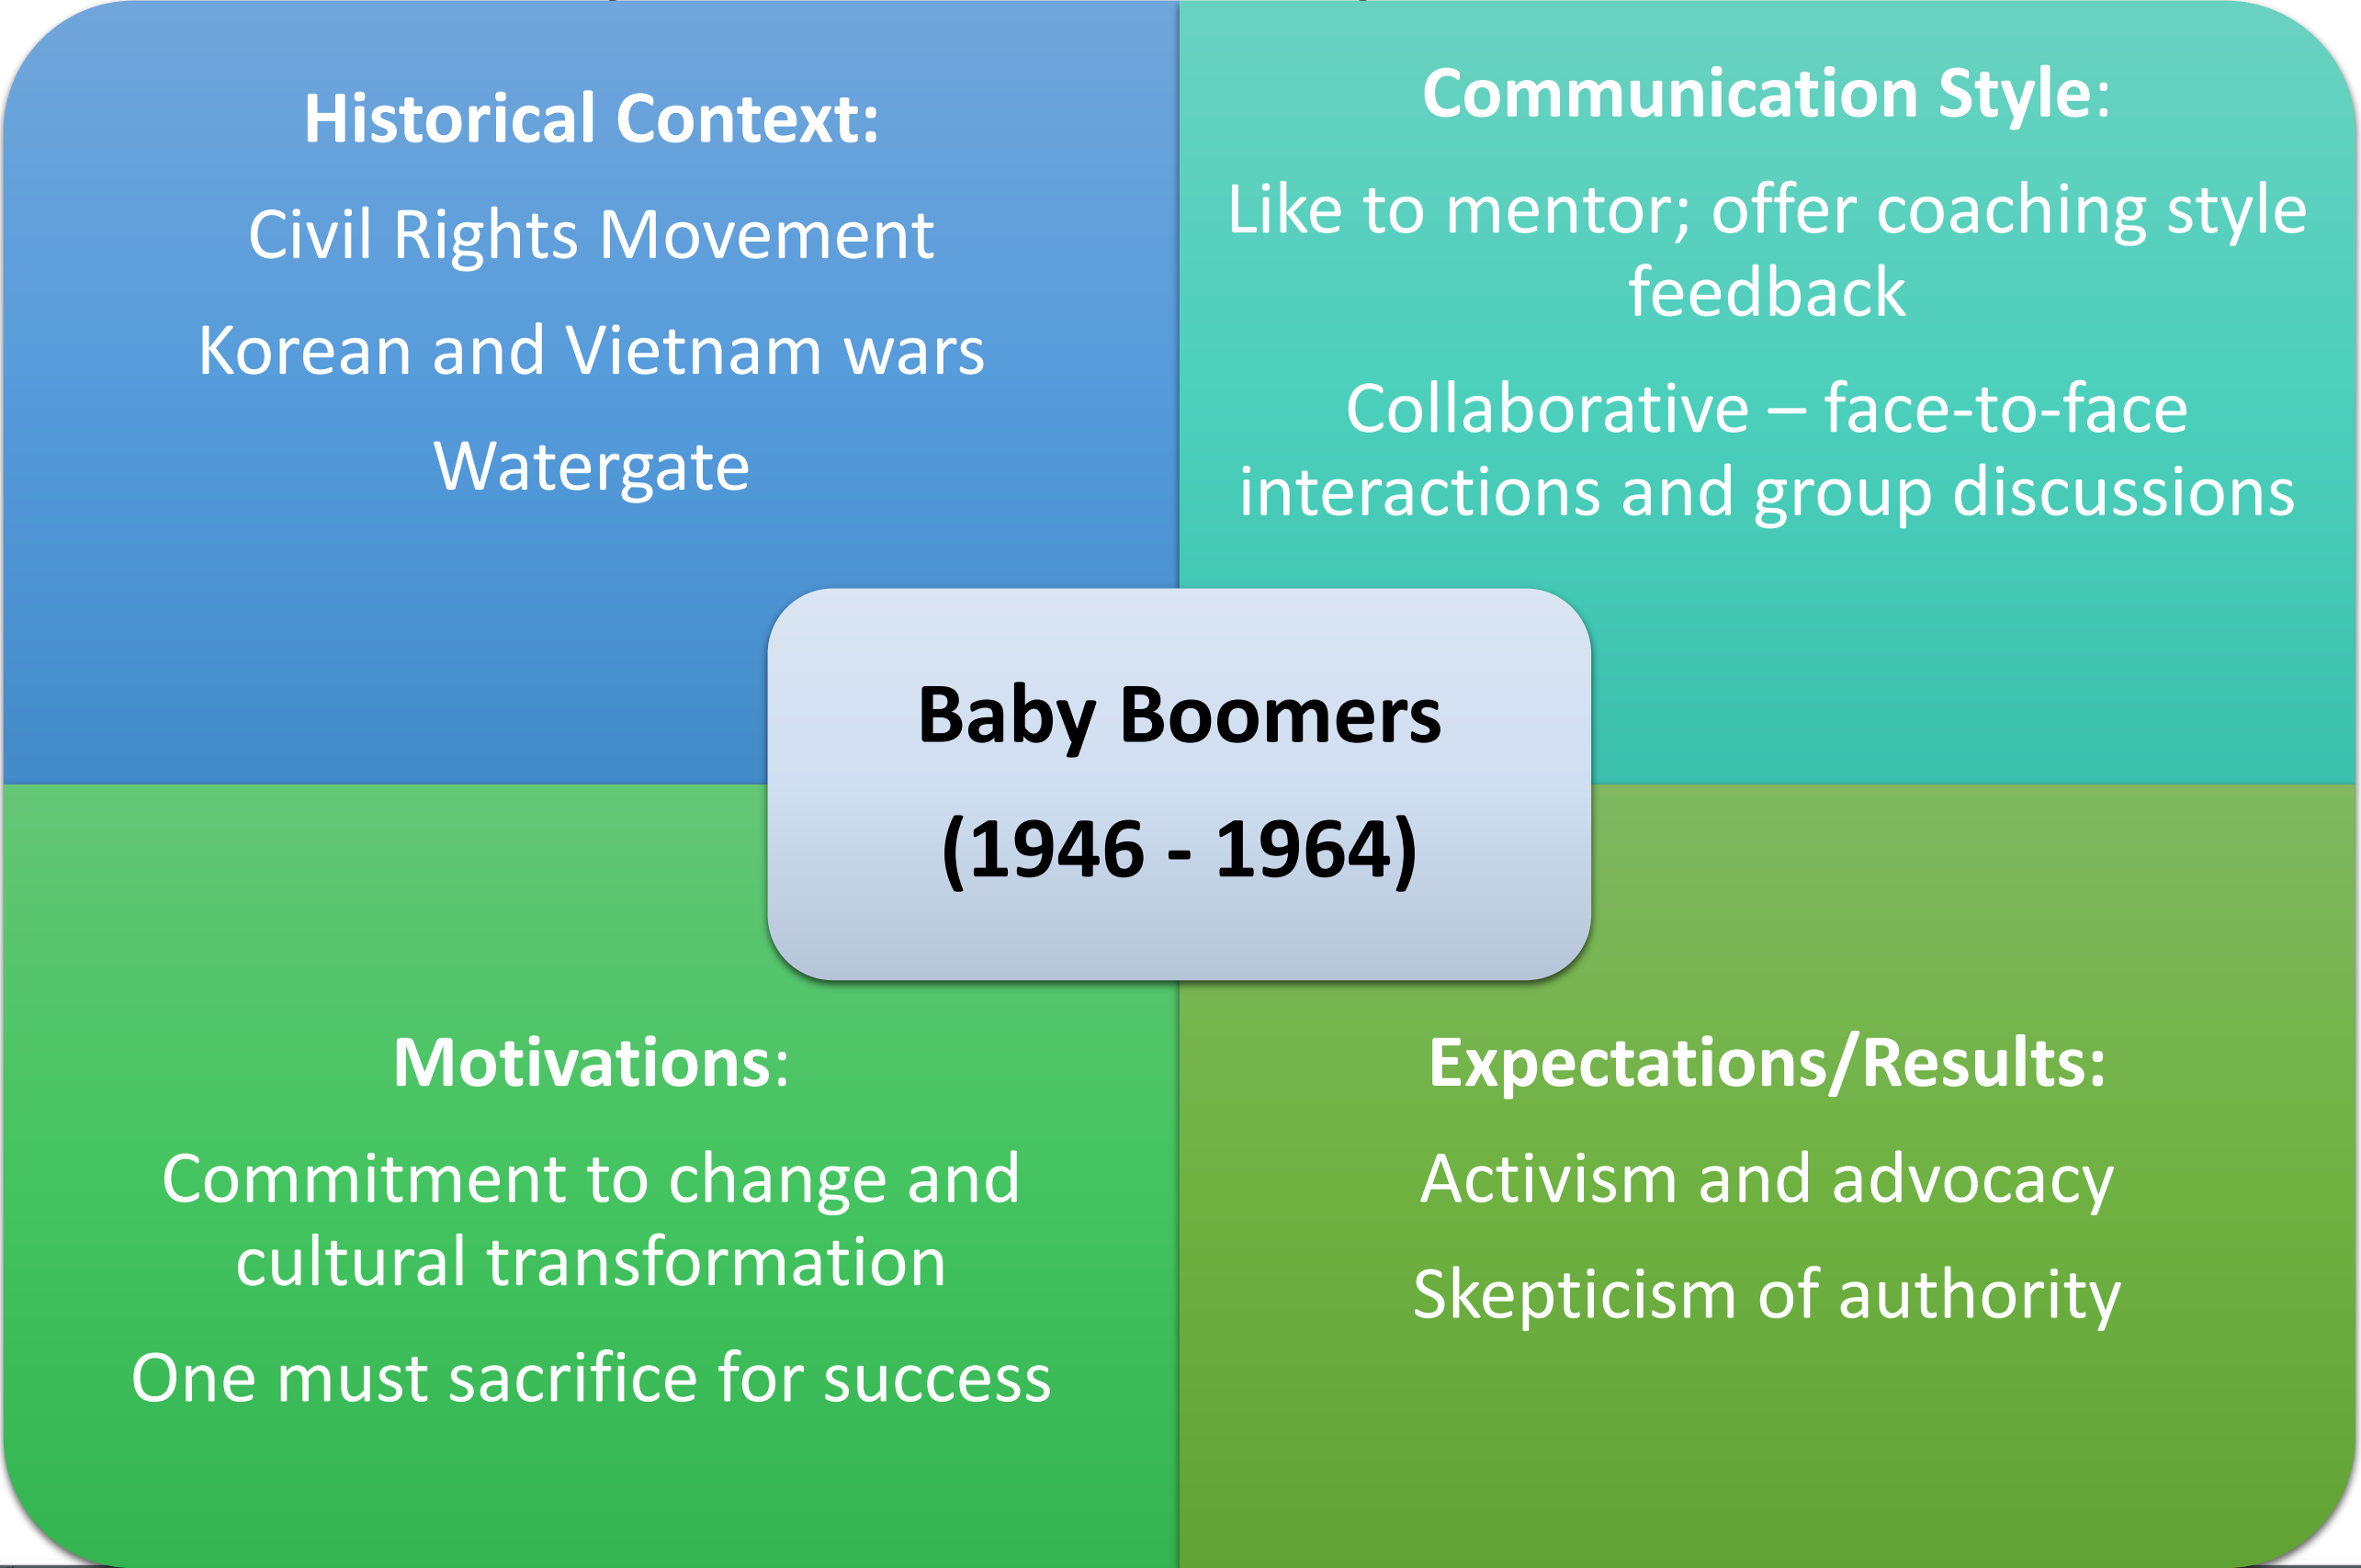 Historical Context:
Civil Rights Movement
Korean and Vietnam wars
Watergate
Communication Style:
Like to mentor; offer coaching style
feedback
Collaborative – face-to-face
interactions and group discussions
Baby Boomers
(1946 - 1964)
Motivations:
Commitment to change and
cultural transformation
One must sacrifice for success
Expectations/Results:
Activism and advocacy
Skepticism of authority